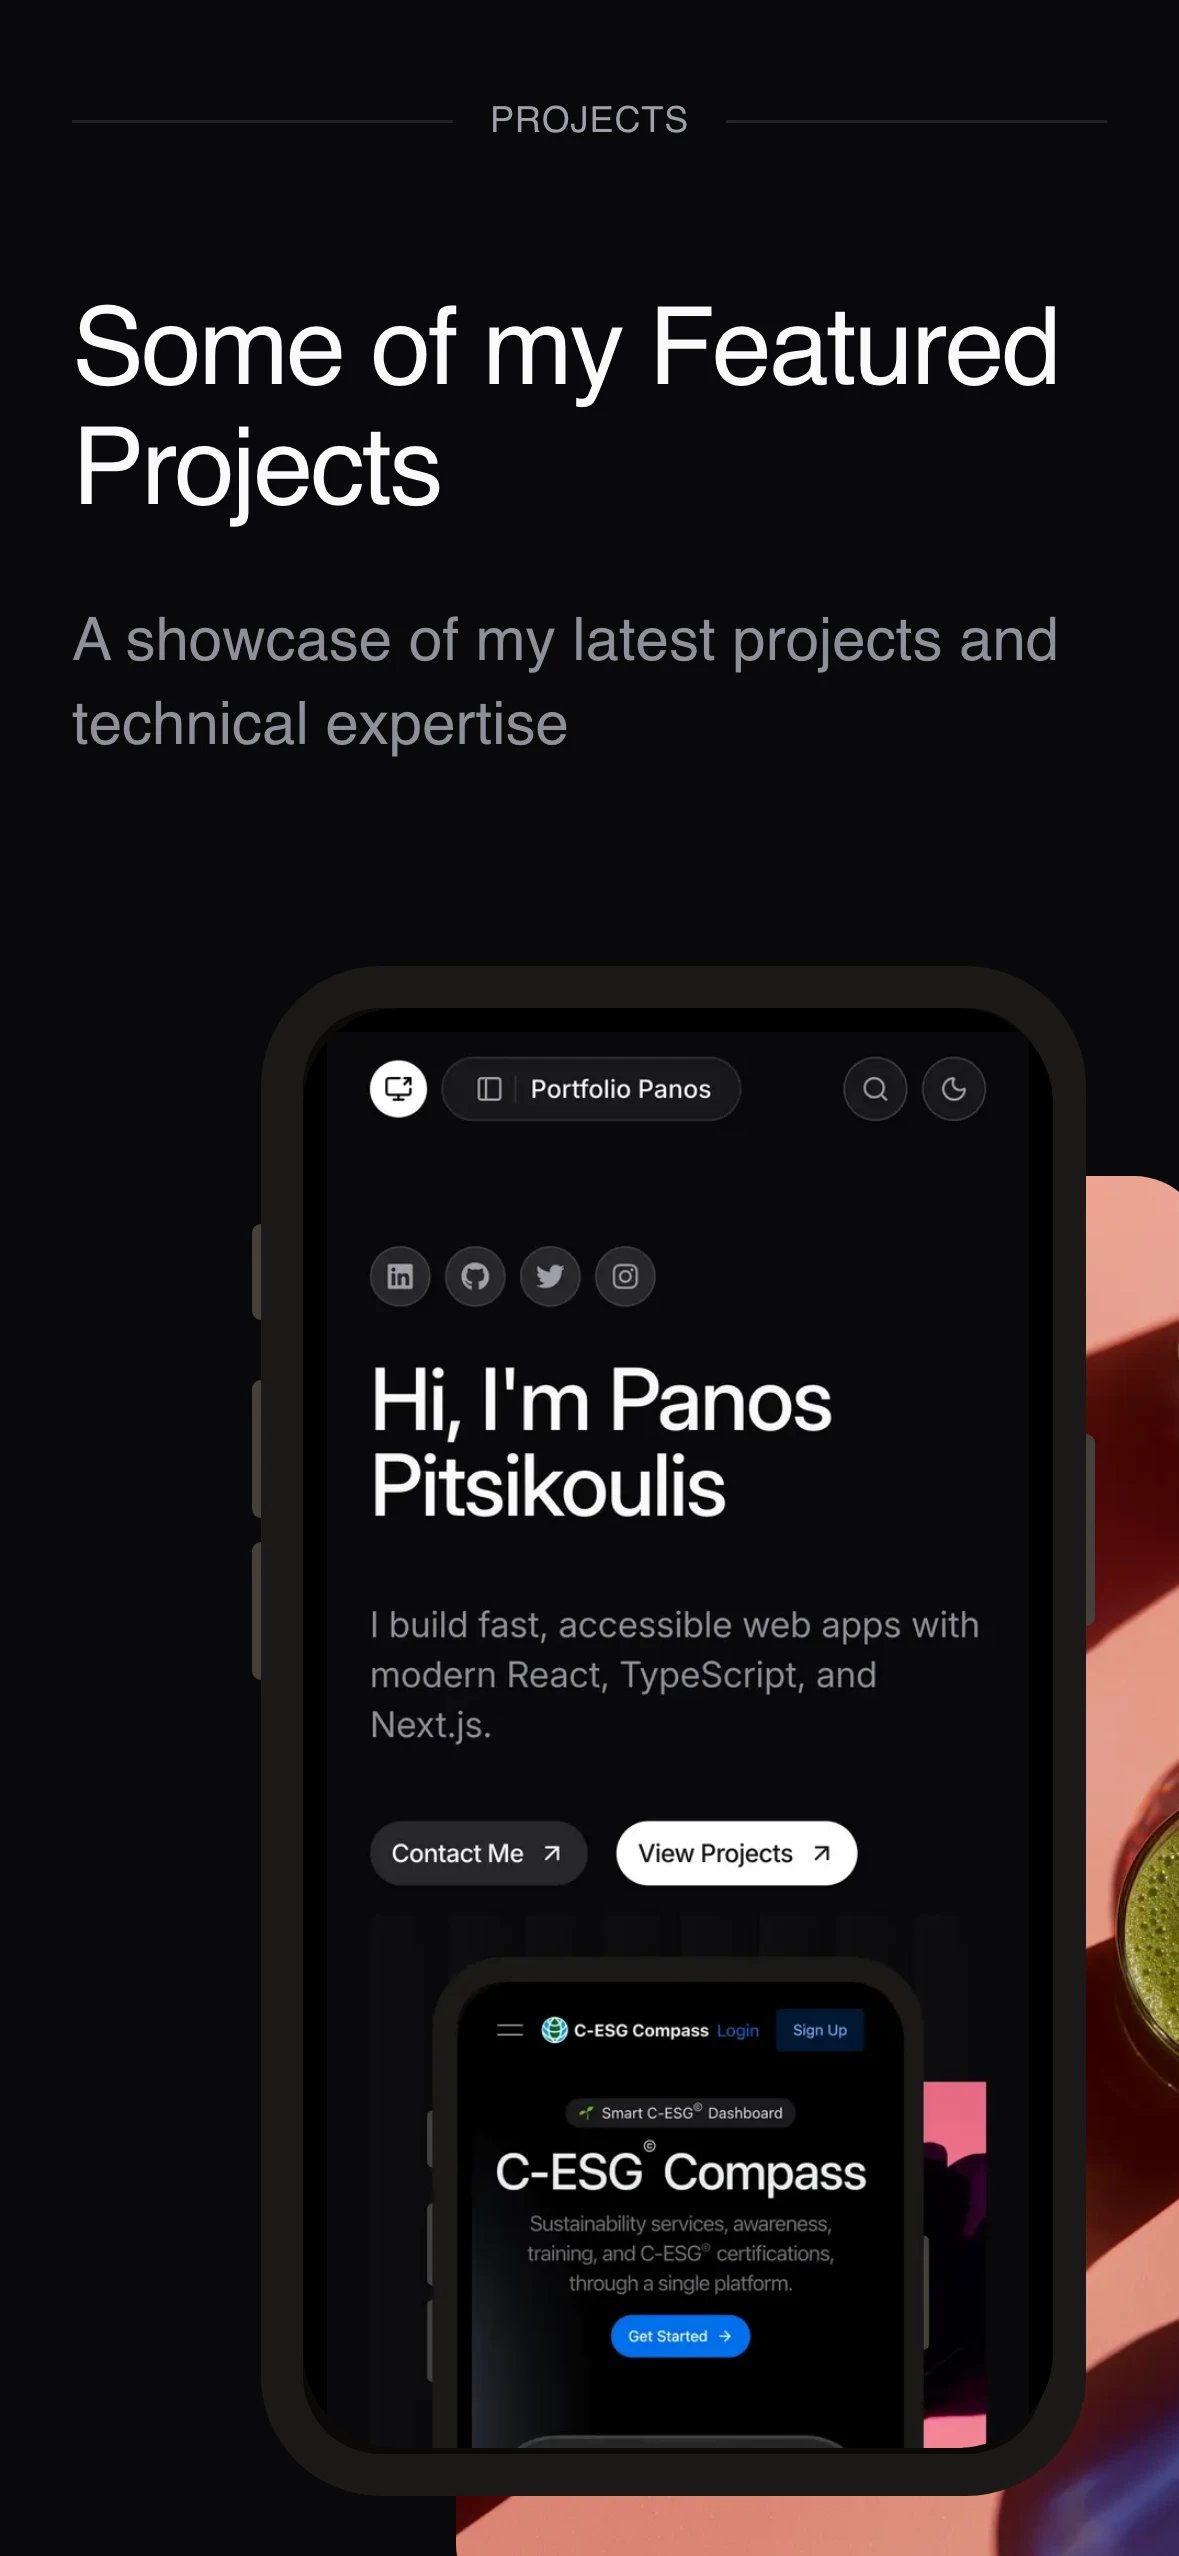 PROJECTS
Some of my Featured
Projects
A showcase of my latest projects and
technical expertise
Portfolio Panos
Hi, I'm Panos
Pitsikoulis
I build fast, accessible web apps with
modern React, TypeScript, and
Next.js.
Contact Me
View Projects
C-ESG Compass Login Sign Up
Smart C-ESG© Dashboard
C-ESG© Compass
Sustainability services, awareness,
training, and C-ESG© certifications,
through a single platform.
Get Started